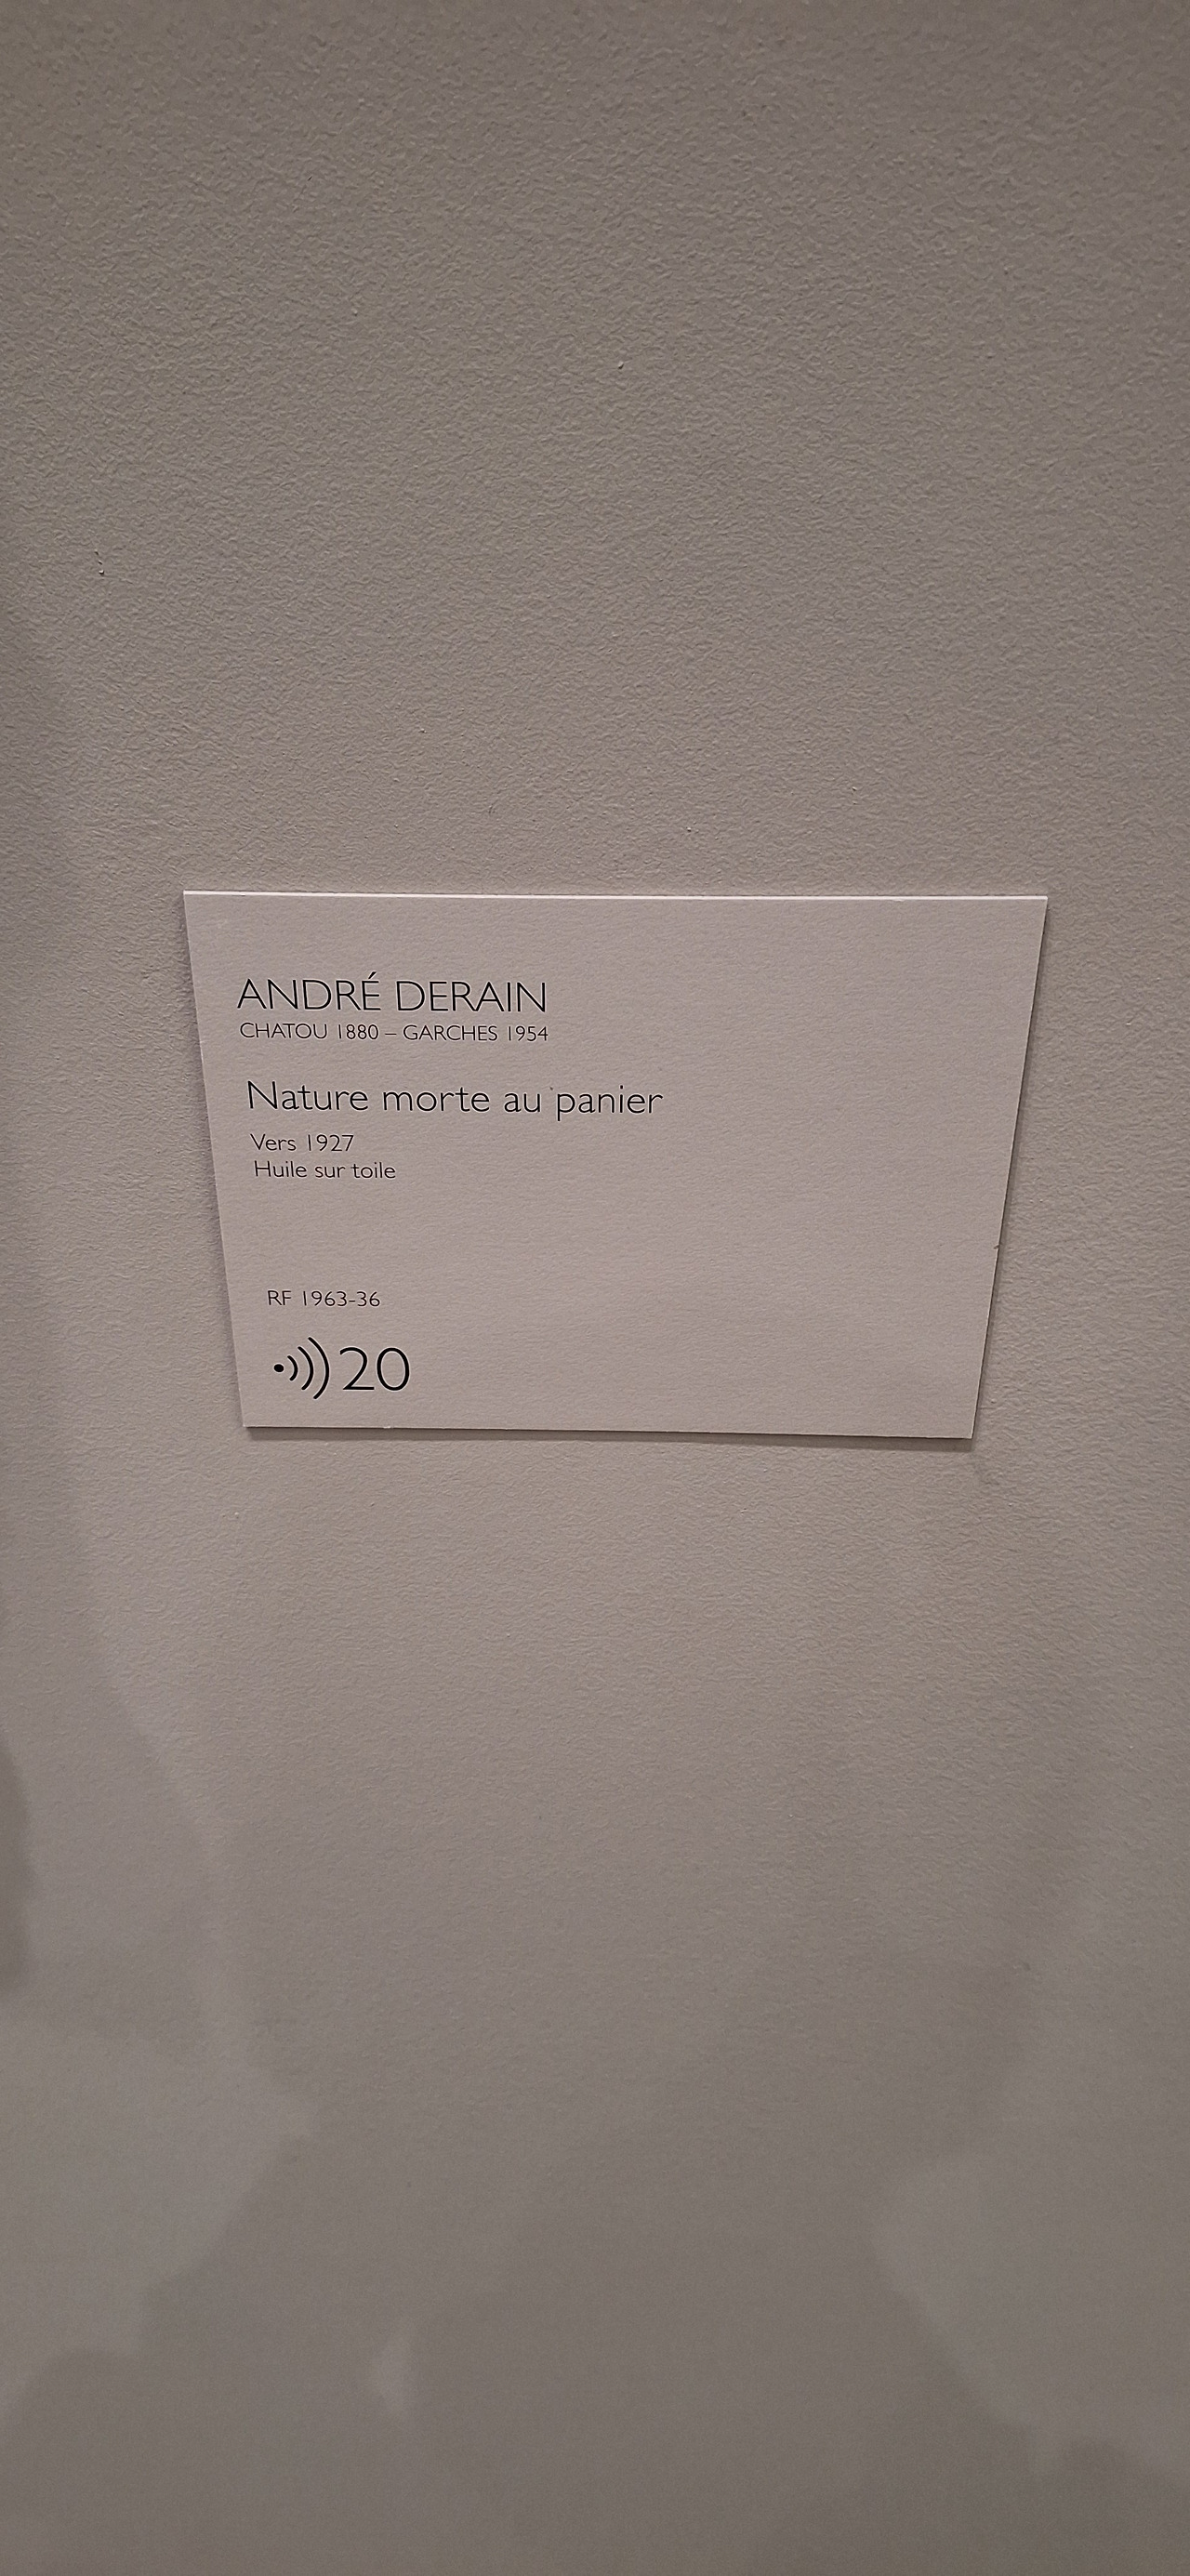 ANDRÉ DERAIN
CHATOU 1880 – GARCHES 1954
Nature morte au panier
Vers 1927
Huile sur toile
RF 1963-36
20